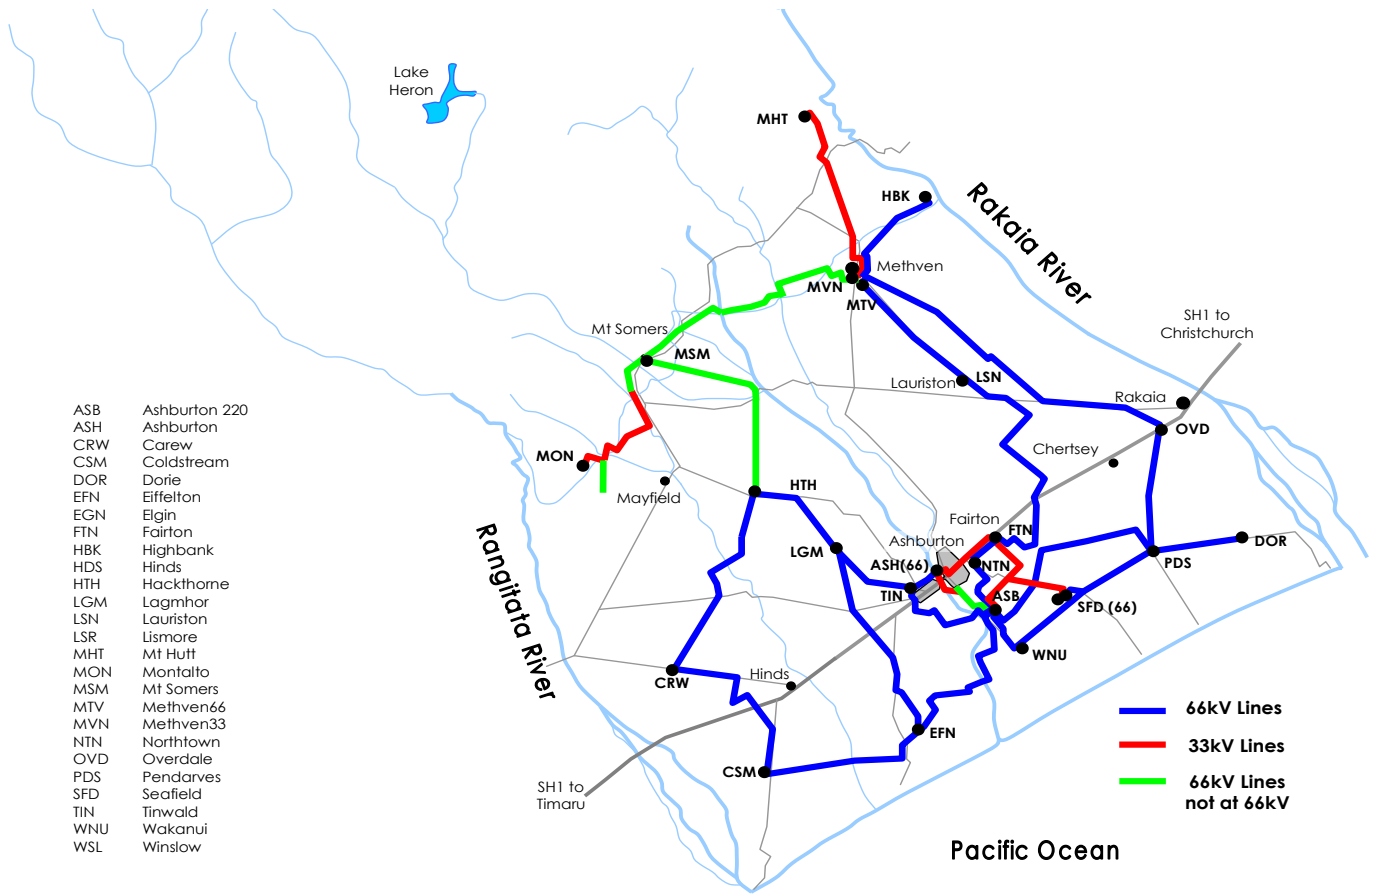 Lake
Heron
MHT
HBK
Rakaia River
Methven
MVN
MTV
SH1 to
Christchurch
Mt Somers
MSM
Lauriston
LSN
Rakaia
OVD
ASB Ashburton 220
ASH Ashburton
CRW Carew
CSM Coldstream
DOR Dorie
EFN Eiffelton
EGN Elgin
FTN Fairton
HBK Highbank
HDS Hinds
HTH Hackthorne
LGM Lagmhor
LSN Lauriston
LSR Lismore
MHT Mt Hutt
MON Montalto
MSM Mt Somers
MTV Methven66
MVN Methven33
NTN Northtown
OVD Overdale
PDS Pendarves
SFD Seafield
TIN Tinwald
WNU Wakanui
WSL Winslow
MON
Mayfield
HTH
Chertsey
Fairton
FTN
Ashburton
LGM
ASH(66)
NTN
DOR
PDS
TIN
ASB
SFD (66)
Rangitata River
WNU
CRW
Hinds
EFN
CSM
SH1 to
Timaru
66kV Lines
33kV Lines
66kV Lines
not at 66kV
Pacific Ocean